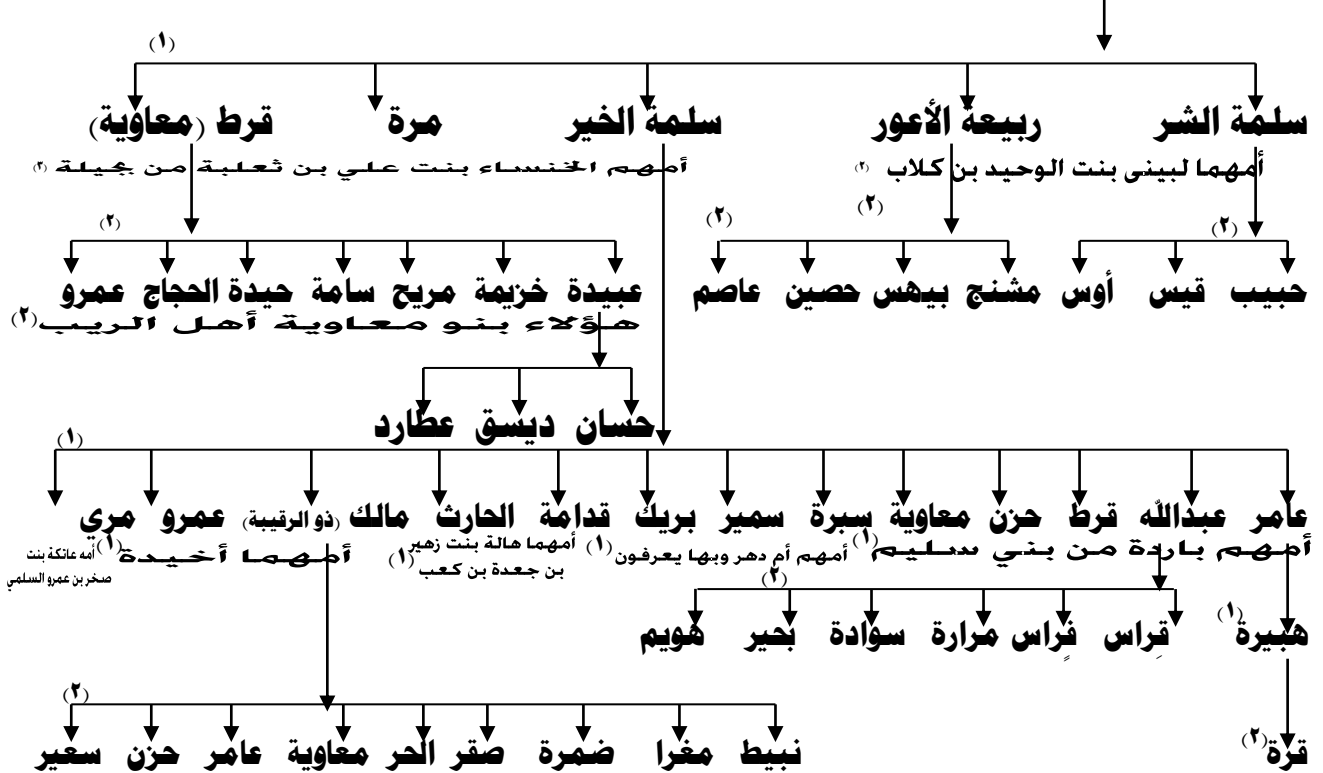 (١)
سلمة الشر ربيعة الأعور سلمة الخير مرة قرط (معاوية)
أمهما لبينى بنت الوحيد بن كلاب (٢) أمهم الخنساء بنت علي بن ثعلبة من بجيلة (٢)
(٢) (٢) (٢) (٢)
حبيب قيس أوس مشنج بيهس حصين عاصم عبيدة خزيمة مريح سامة حيدة الحجاج عمرو
هؤلاء بنو معاوية أهل الريب (٢)
حسان ديسق عطارد
(١)
عامر عبدالله قرط حزن معاوية سبرة سمير بريك قدامة الحارث مالك (ذو الرقيبة) عمرو مري
أمهم باردة من بني سليم (١) أمهم أم دهر وبها يعرفون (١) أمهما هالة بنت زهير بن جعدة بن كعب (١) أمهما أخيدة (١) أمه عاتكة بنت صخر بن عمرو السلمي
(٢)
هبيرة (١) قِراس فٍراس مرارة سوادة بحير هويم
(٢)
قرة (٢) نبيط مغرا ضمرة صقر الحر معاوية عامر حزن سعير